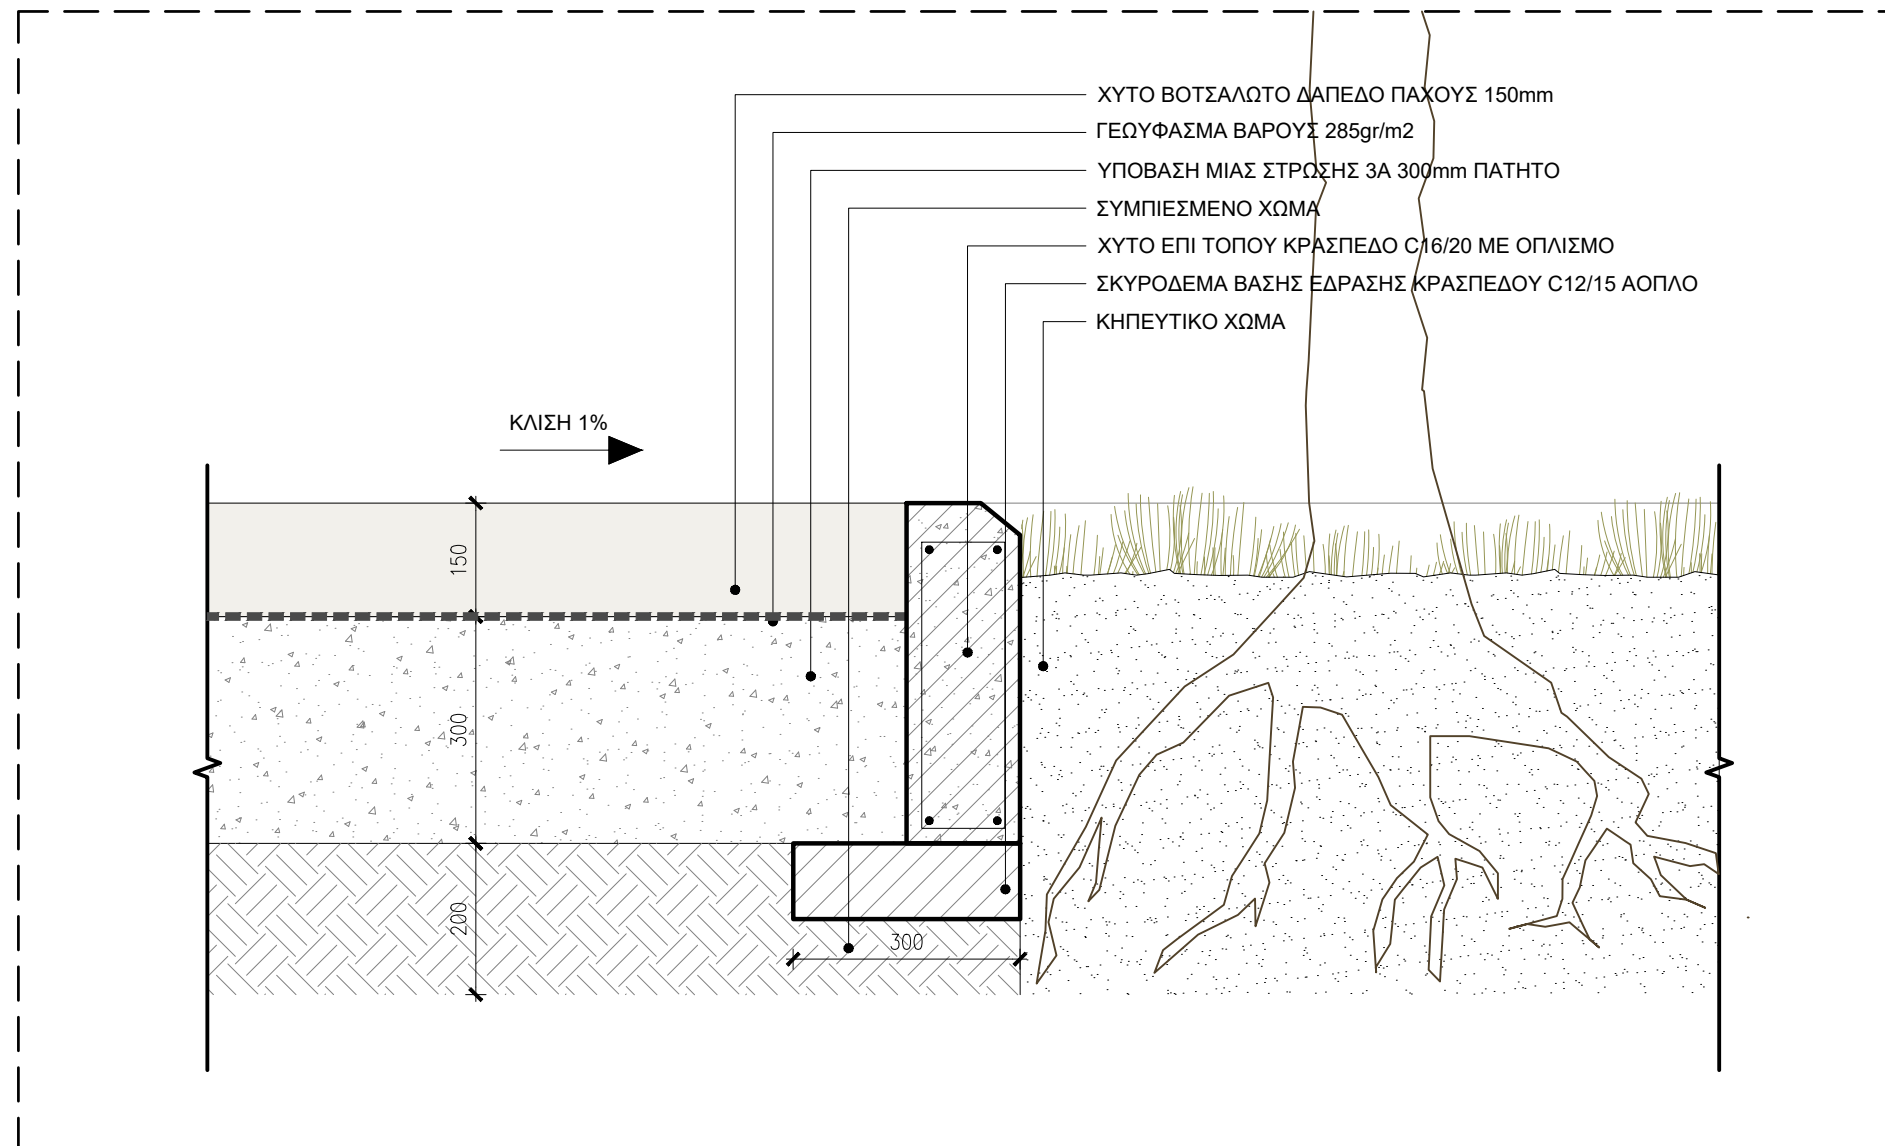 ΧΥΤΟ ΒΟΤΣΑΛΩΤΟ ΔΑΠΕΔΟ ΠΑΧΟΥΣ 150mm
ΓΕΩΥΦΑΣΜΑ ΒΑΡΟΥΣ 285gr/m2
ΥΠΟΒΑΣΗ ΜΙΑΣ ΣΤΡΩΣΗΣ 3Α 300mm ΠΑΤΗΤΟ
ΣΥΜΠΙΕΣΜΕΝΟ ΧΩΜΑ
ΧΥΤΟ ΕΠΙ ΤΟΠΟΥ ΚΡΑΣΠΕΔΟ C16/20 ΜΕ ΟΠΛΙΣΜΟ
ΣΚΥΡΟΔΕΜΑ ΒΑΣΗΣ ΕΔΡΑΣΗΣ ΚΡΑΣΠΕΔΟΥ C12/15 ΑΟΠΛΟ
ΚΗΠΕΥΤΙΚΟ ΧΩΜΑ
ΚΛΙΣΗ 1%
150
300
200
300